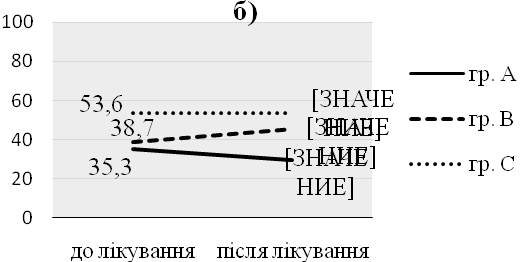 б)
100
80
60
40
20
0
53,6
38,7
35,3
[ЗНАЧЕ
НИЕ]
[ЗНАЧЕ
НИЕ]
[ЗНАЧЕ
НИЕ]
до лікування
після лікування
гр. А
гр. В
гр. С